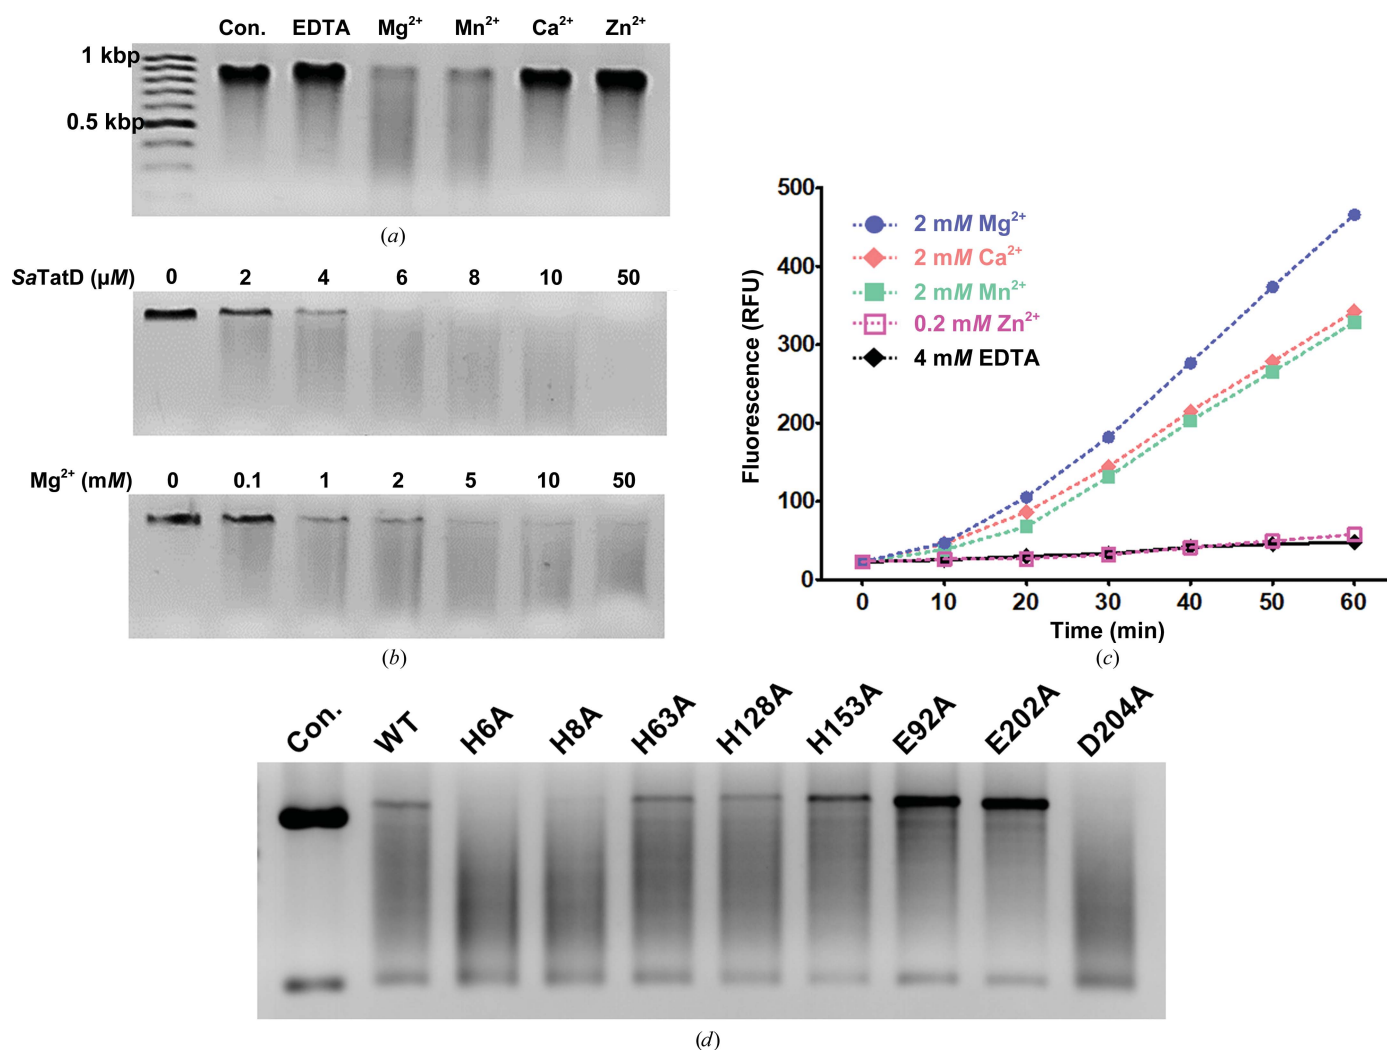 Con. EDTA Mg²⁺ Mn²⁺ Ca²⁺ Zn²⁺
1 kbp
0.5 kbp
(a)
SaTatD (μM) 0 2 4 6 8 10 50
Mg²⁺ (mM) 0 0.1 1 2 5 10 50
(b)
500
400
300
200
100
0
Fluorescence (RFU)
2 mM Mg²⁺
2 mM Ca²⁺
2 mM Mn²⁺
0.2 mM Zn²⁺
4 mM EDTA
0 10 20 30 40 50 60
Time (min)
(c)
Con. WT H6A H8A H63A H128A H153A E92A E202A D204A
(d)